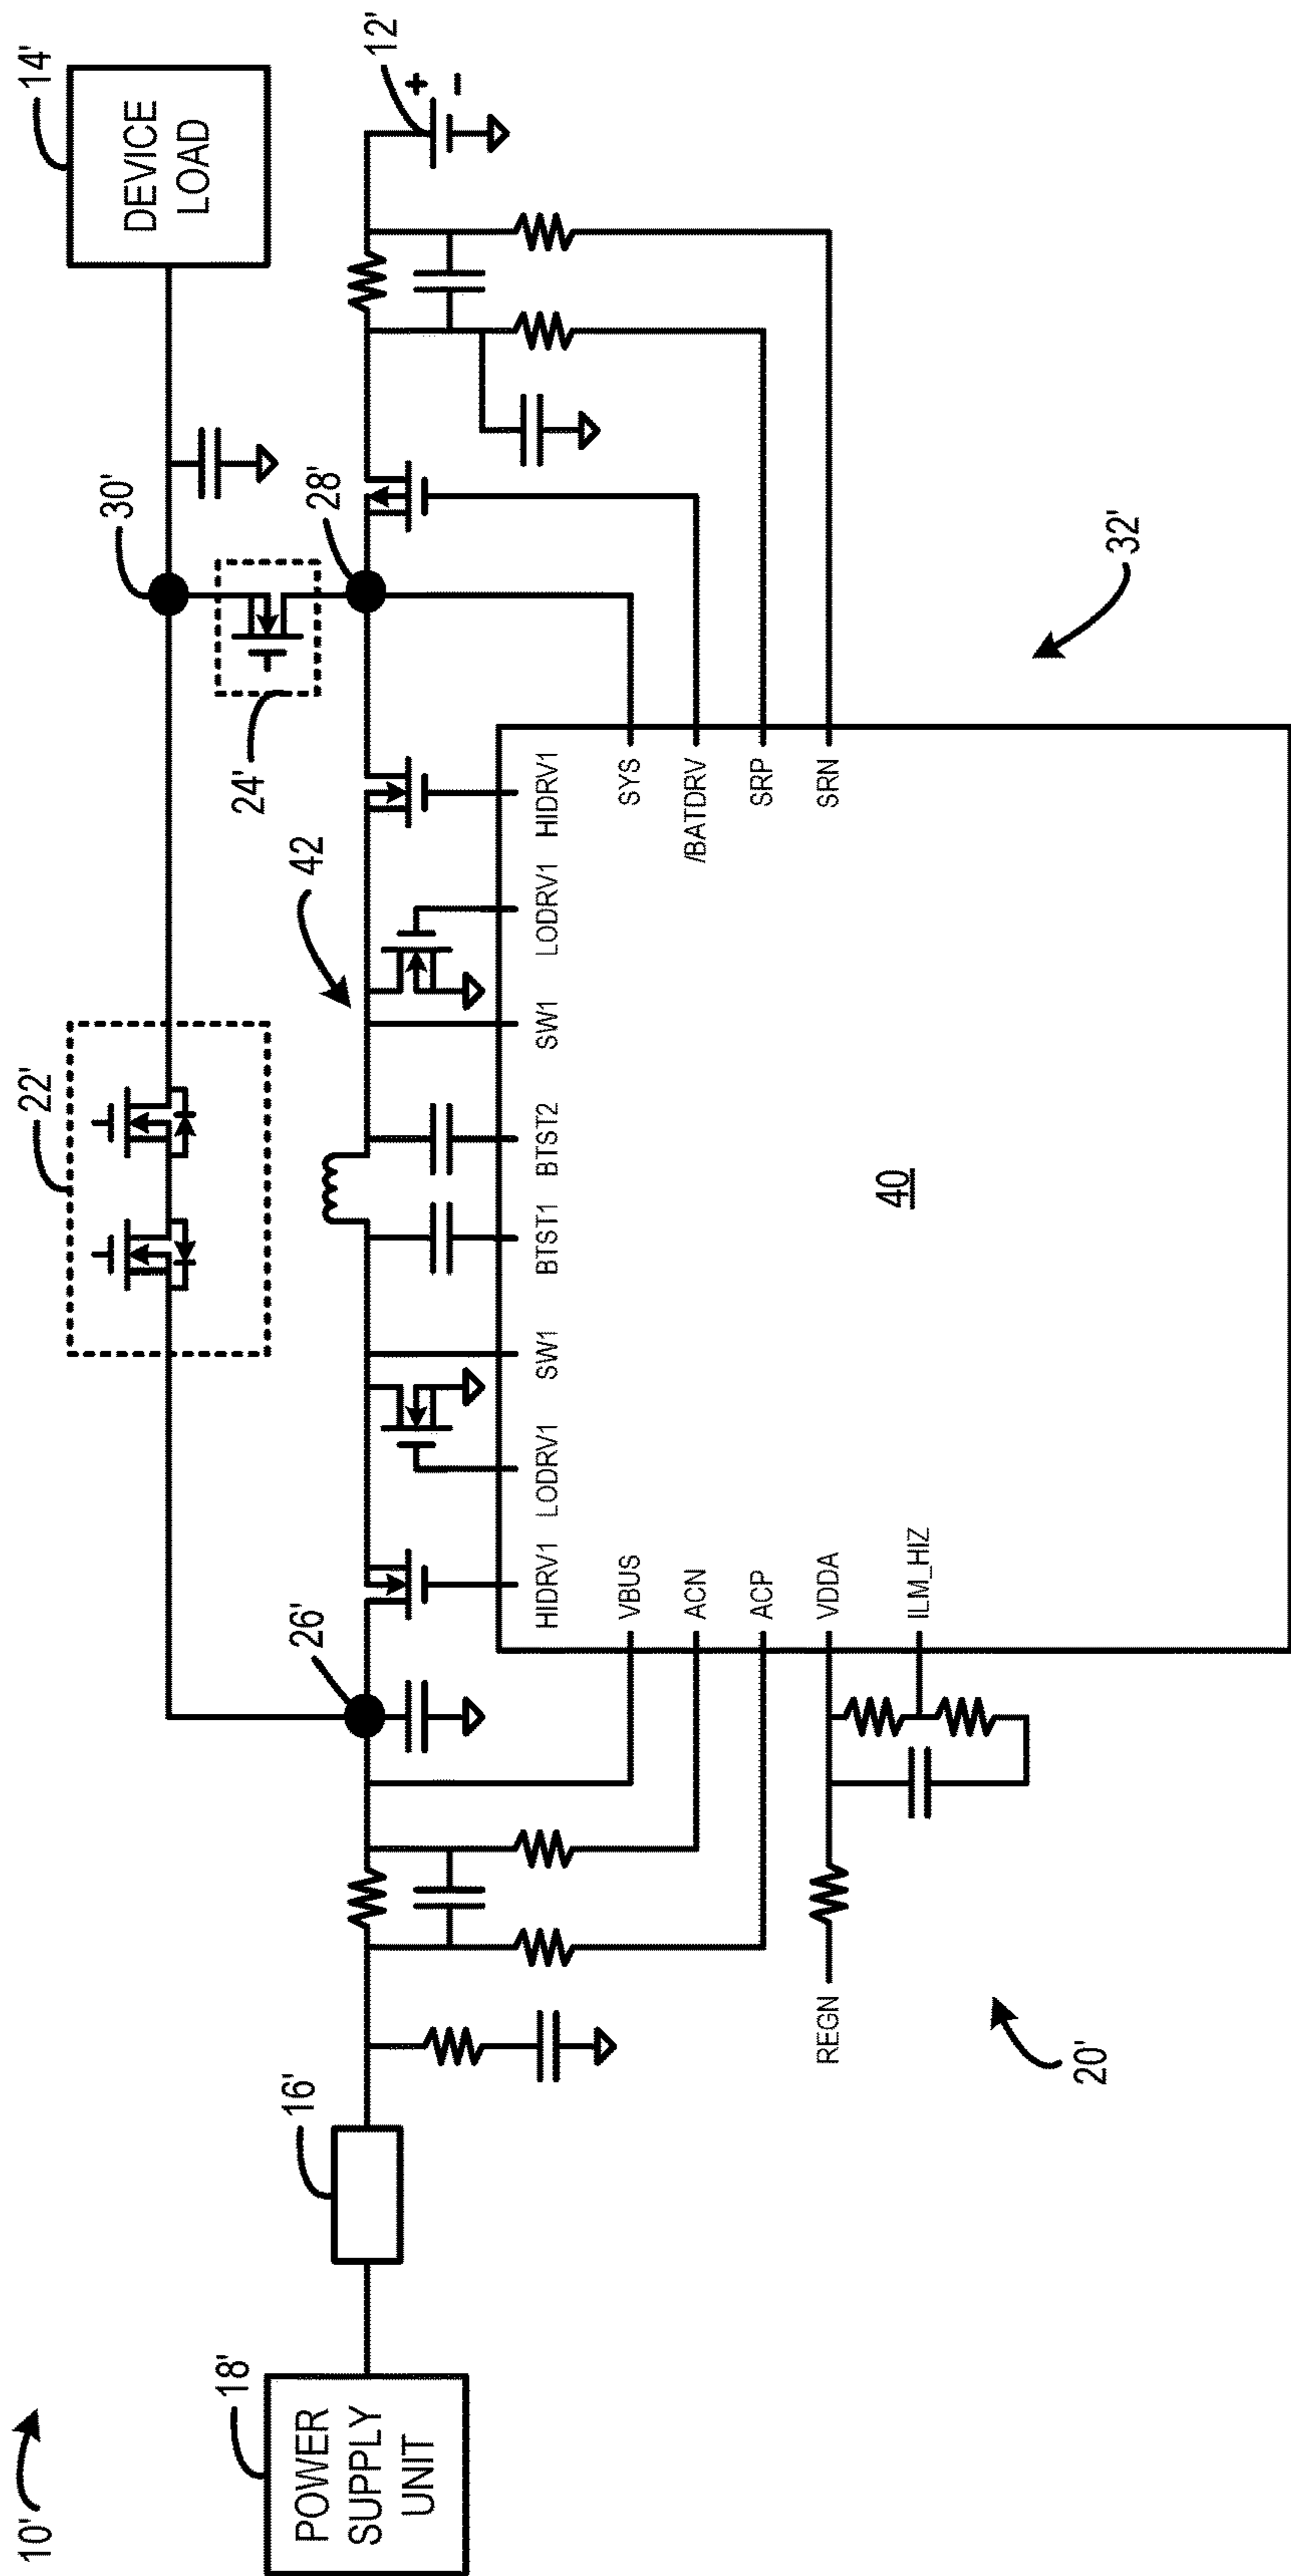 10'
18'
POWER
SUPPLY
UNIT
16'
26'
22'
42
24'
30'
28'
14'
DEVICE
LOAD
12'
+
−
HIDRV1
LODRV1
SW1
BTST1
BTST2
SW1
LODRV1
HIDRV1
VBUS
ACN
ACP
VDDA
ILM_HIZ
REGN
20'
40
SYS
/BATDRV
SRP
SRN
32'